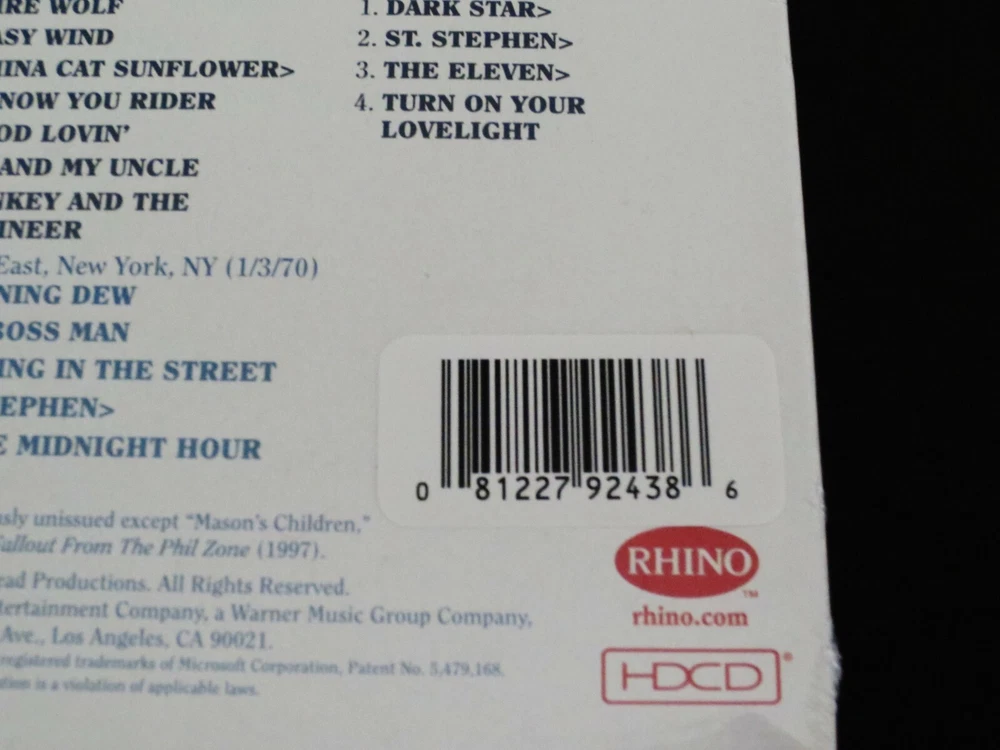 IRE WOLF
ASY WIND
INA CAT SUNFLOWER>
NOW YOU RIDER
OD LOVIN'
AND MY UNCLE
KEY AND THE
INEER
East, New York, NY (1/3/70)
NING DEW
BOSS MAN
ING IN THE STREET
EPHEN>
E MIDNIGHT HOUR
1. DARK STAR>
2. ST. STEPHEN>
3. THE ELEVEN>
4. TURN ON YOUR
LOVELIGHT
0 81227 92438 6
usly unissued except "Mason's Children,"
Fallout From The Phil Zone (1997).
ead Productions. All Rights Reserved.
tertainment Company, a Warner Music Group Company,
Ave., Los Angeles, CA 90021.
registered trademarks of Microsoft Corporation, Patent No. 5,479,168.
tion is a violation of applicable laws.
RHINO™
rhino.com
HDCD®